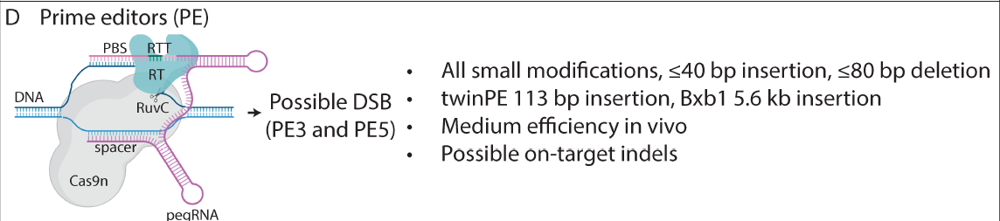 D Prime editors (PE)
PBS RTT
RT
DNA
RuvC
spacer
Cas9n
pegRNA
Possible DSB
(PE3 and PE5)
• All small modifications, ≤40 bp insertion, ≤80 bp deletion
• twinPE 113 bp insertion, Bxb1 5.6 kb insertion
• Medium efficiency in vivo
• Possible on-target indels